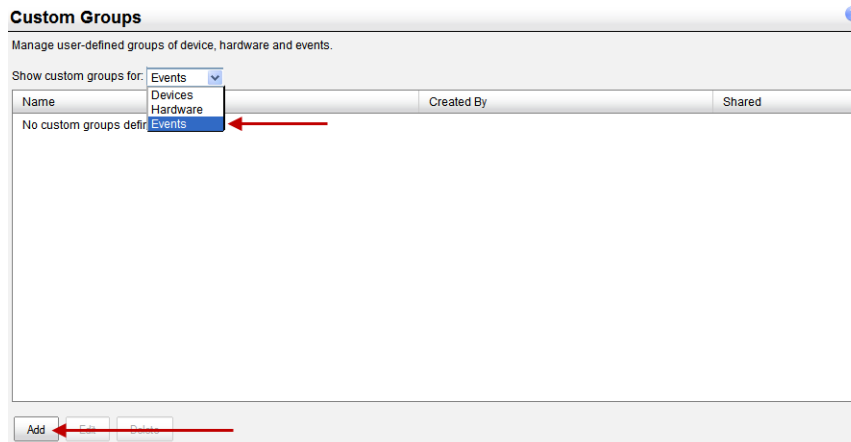 Custom Groups
Manage user-defined groups of device, hardware and events.
Show custom groups for: Events
Devices
Hardware
Events
Name Created By Shared
No custom groups defin
Add Edit Delete